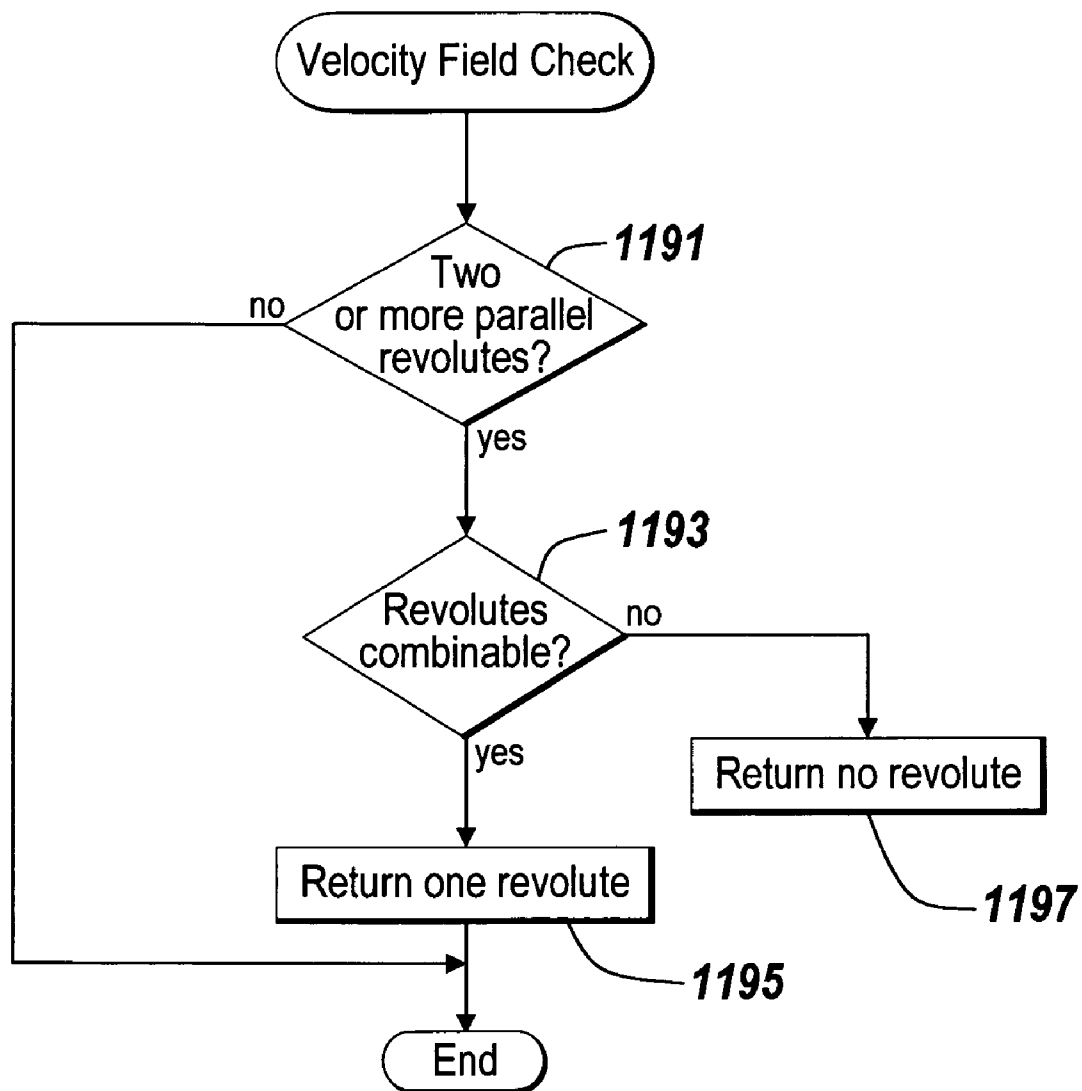 Velocity Field Check
1191
Two
or more parallel
revolutes?
no
yes
1193
Revolutes
combinable?
no
yes
Return no revolute
Return one revolute
1197
1195
End